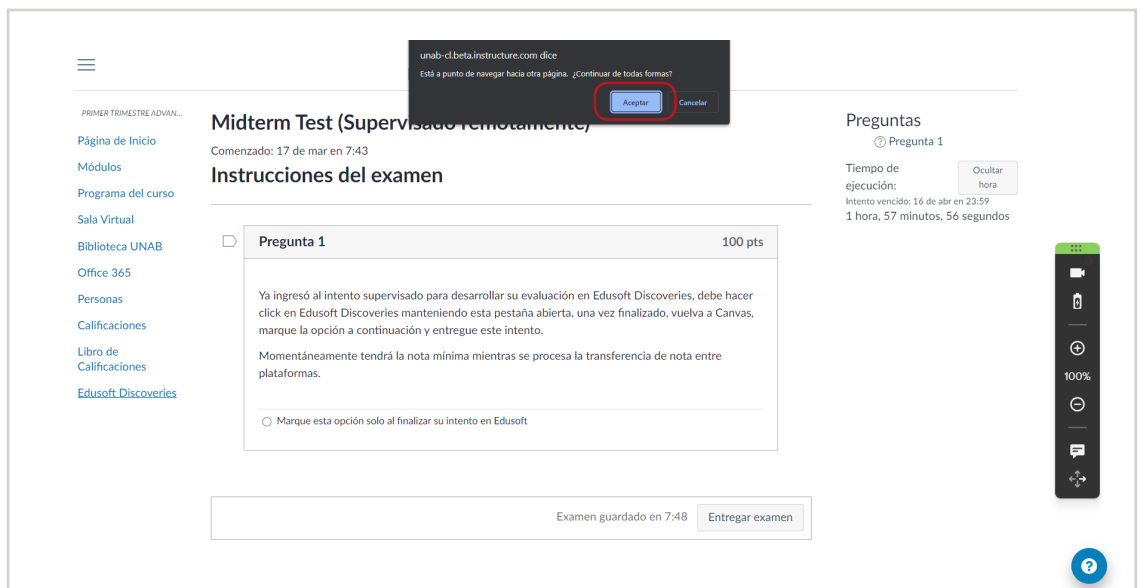 unab-cl.beta.instructure.com dice
Está a punto de navegar hacia otra página. ¿Continuar de todas formas?
Aceptar
Cancelar
PRIMER TRIMESTRE ADVAN...
Página de Inicio
Módulos
Programa del curso
Sala Virtual
Biblioteca UNAB
Office 365
Personas
Calificaciones
Libro de
Calificaciones
Edusoft Discoveries
Midterm Test (Supervisado remotamente)
Comenzado: 17 de mar en 7:43
Instrucciones del examen
Pregunta 1
100 pts
Ya ingresó al intento supervisado para desarrollar su evaluación en Edusoft Discoveries, debe hacer
click en Edusoft Discoveries manteniendo esta pestaña abierta, una vez finalizado, vuelva a Canvas,
marque la opción a continuación y entregue este intento.
Momentáneamente tendrá la nota mínima mientras se procesa la transferencia de nota entre
plataformas.
Marque esta opción solo al finalizar su intento en Edusoft
Examen guardado en 7:48
Entregar examen
Preguntas
Pregunta 1
Tiempo de
ejecución:
Ocultar
hora
Intento vencido: 16 de abr en 23:59
1 hora, 57 minutos, 56 segundos
100%